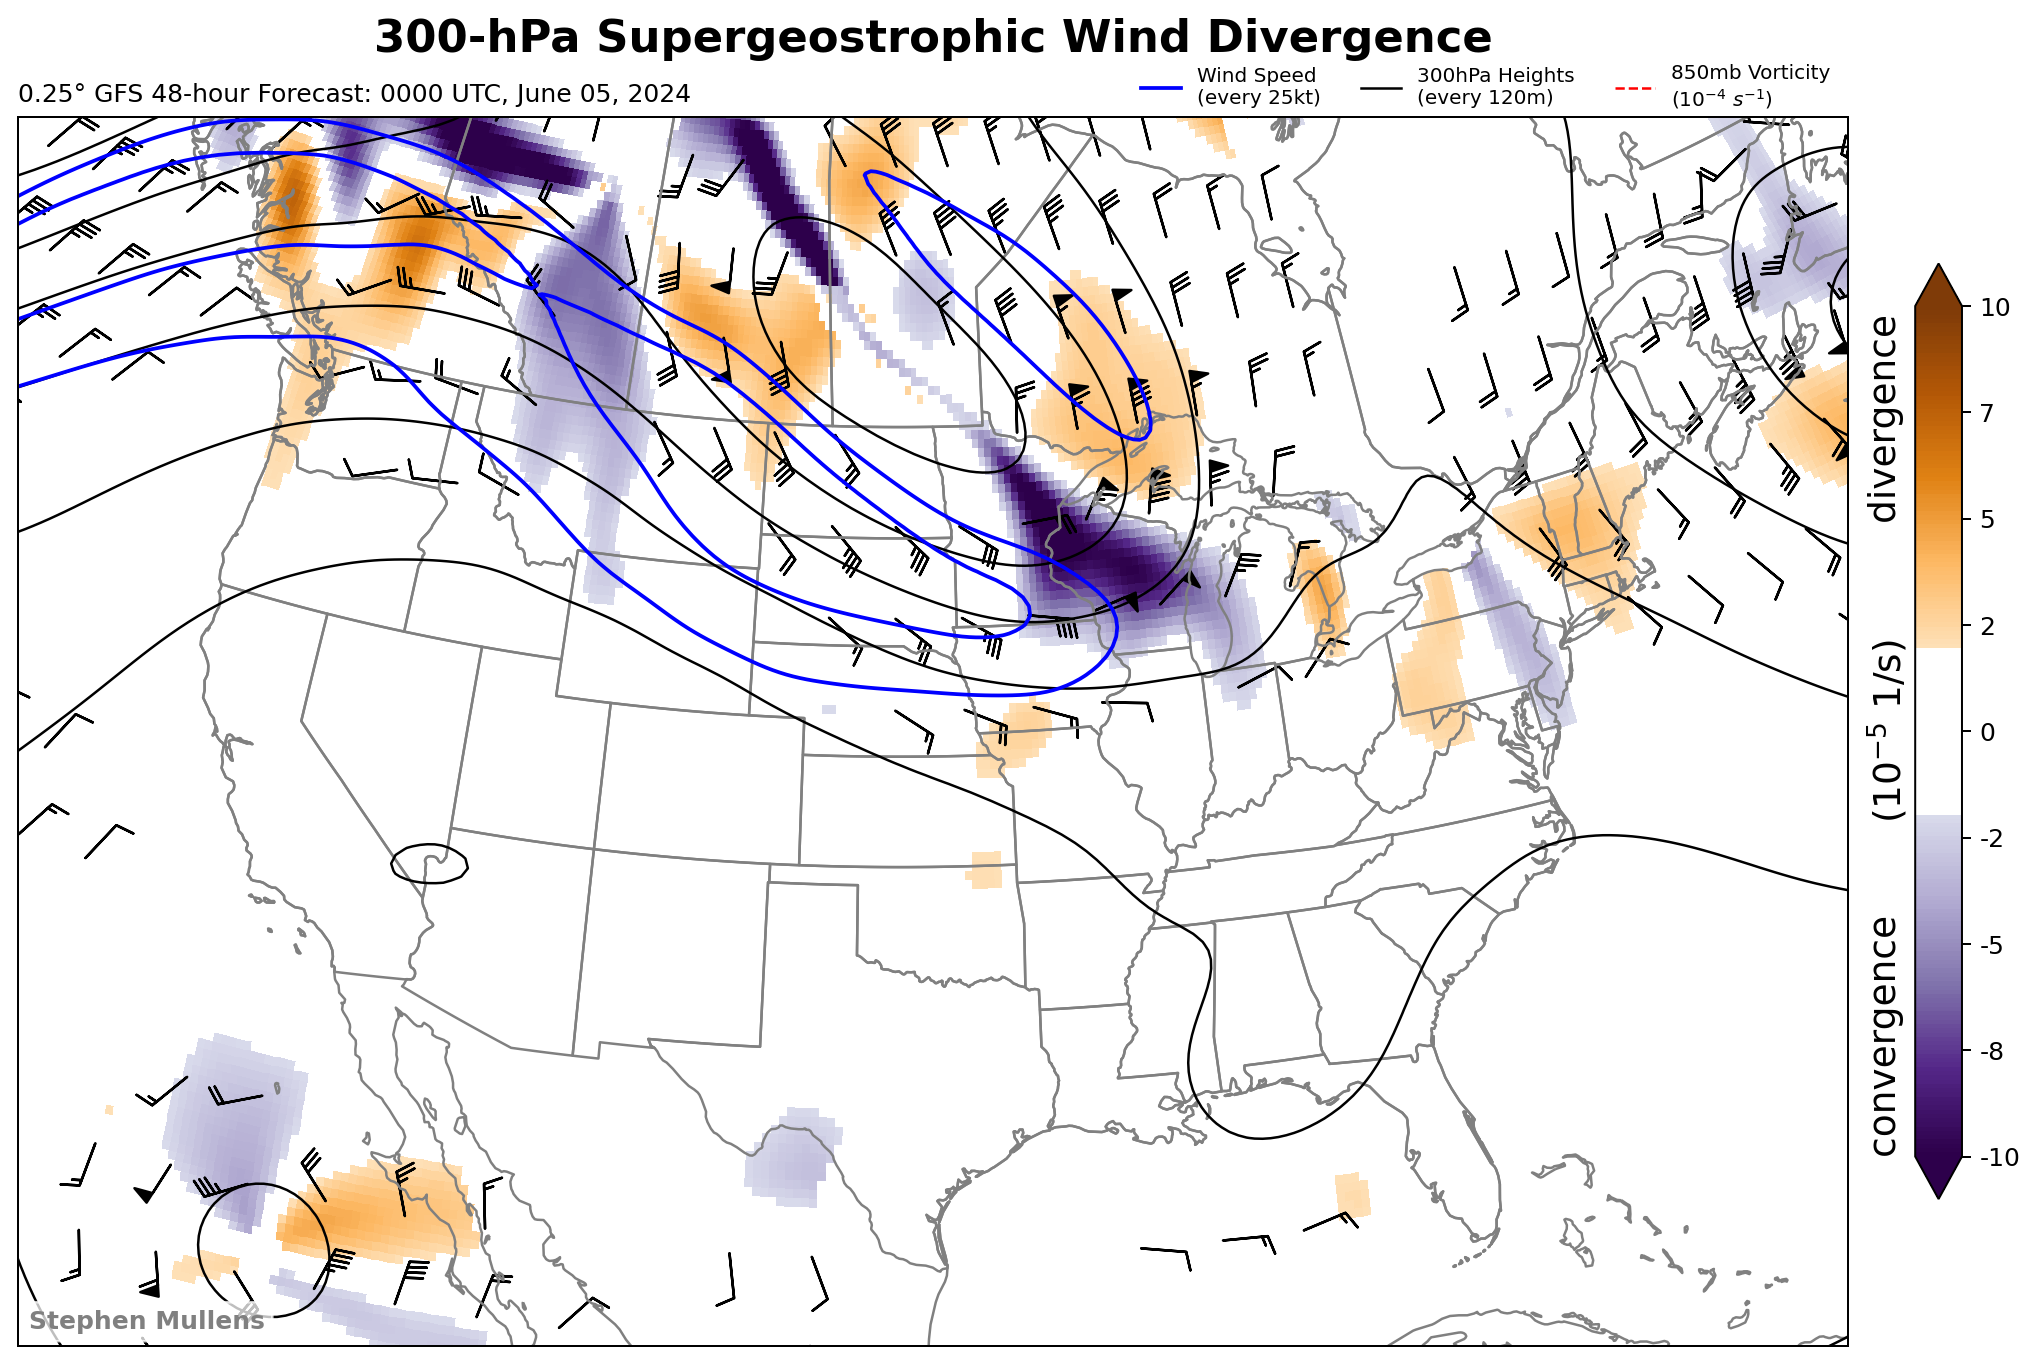 300-hPa Supergeostrophic Wind Divergence
0.25° GFS 48-hour Forecast: 0000 UTC, June 05, 2024
Wind Speed
(every 25kt)
300hPa Heights
(every 120m)
850mb Vorticity
(10⁻⁴ s⁻¹)
10
7
5
2
0
-2
-5
-8
-10
convergence (10⁻⁵ 1/s) divergence
Stephen Mullens